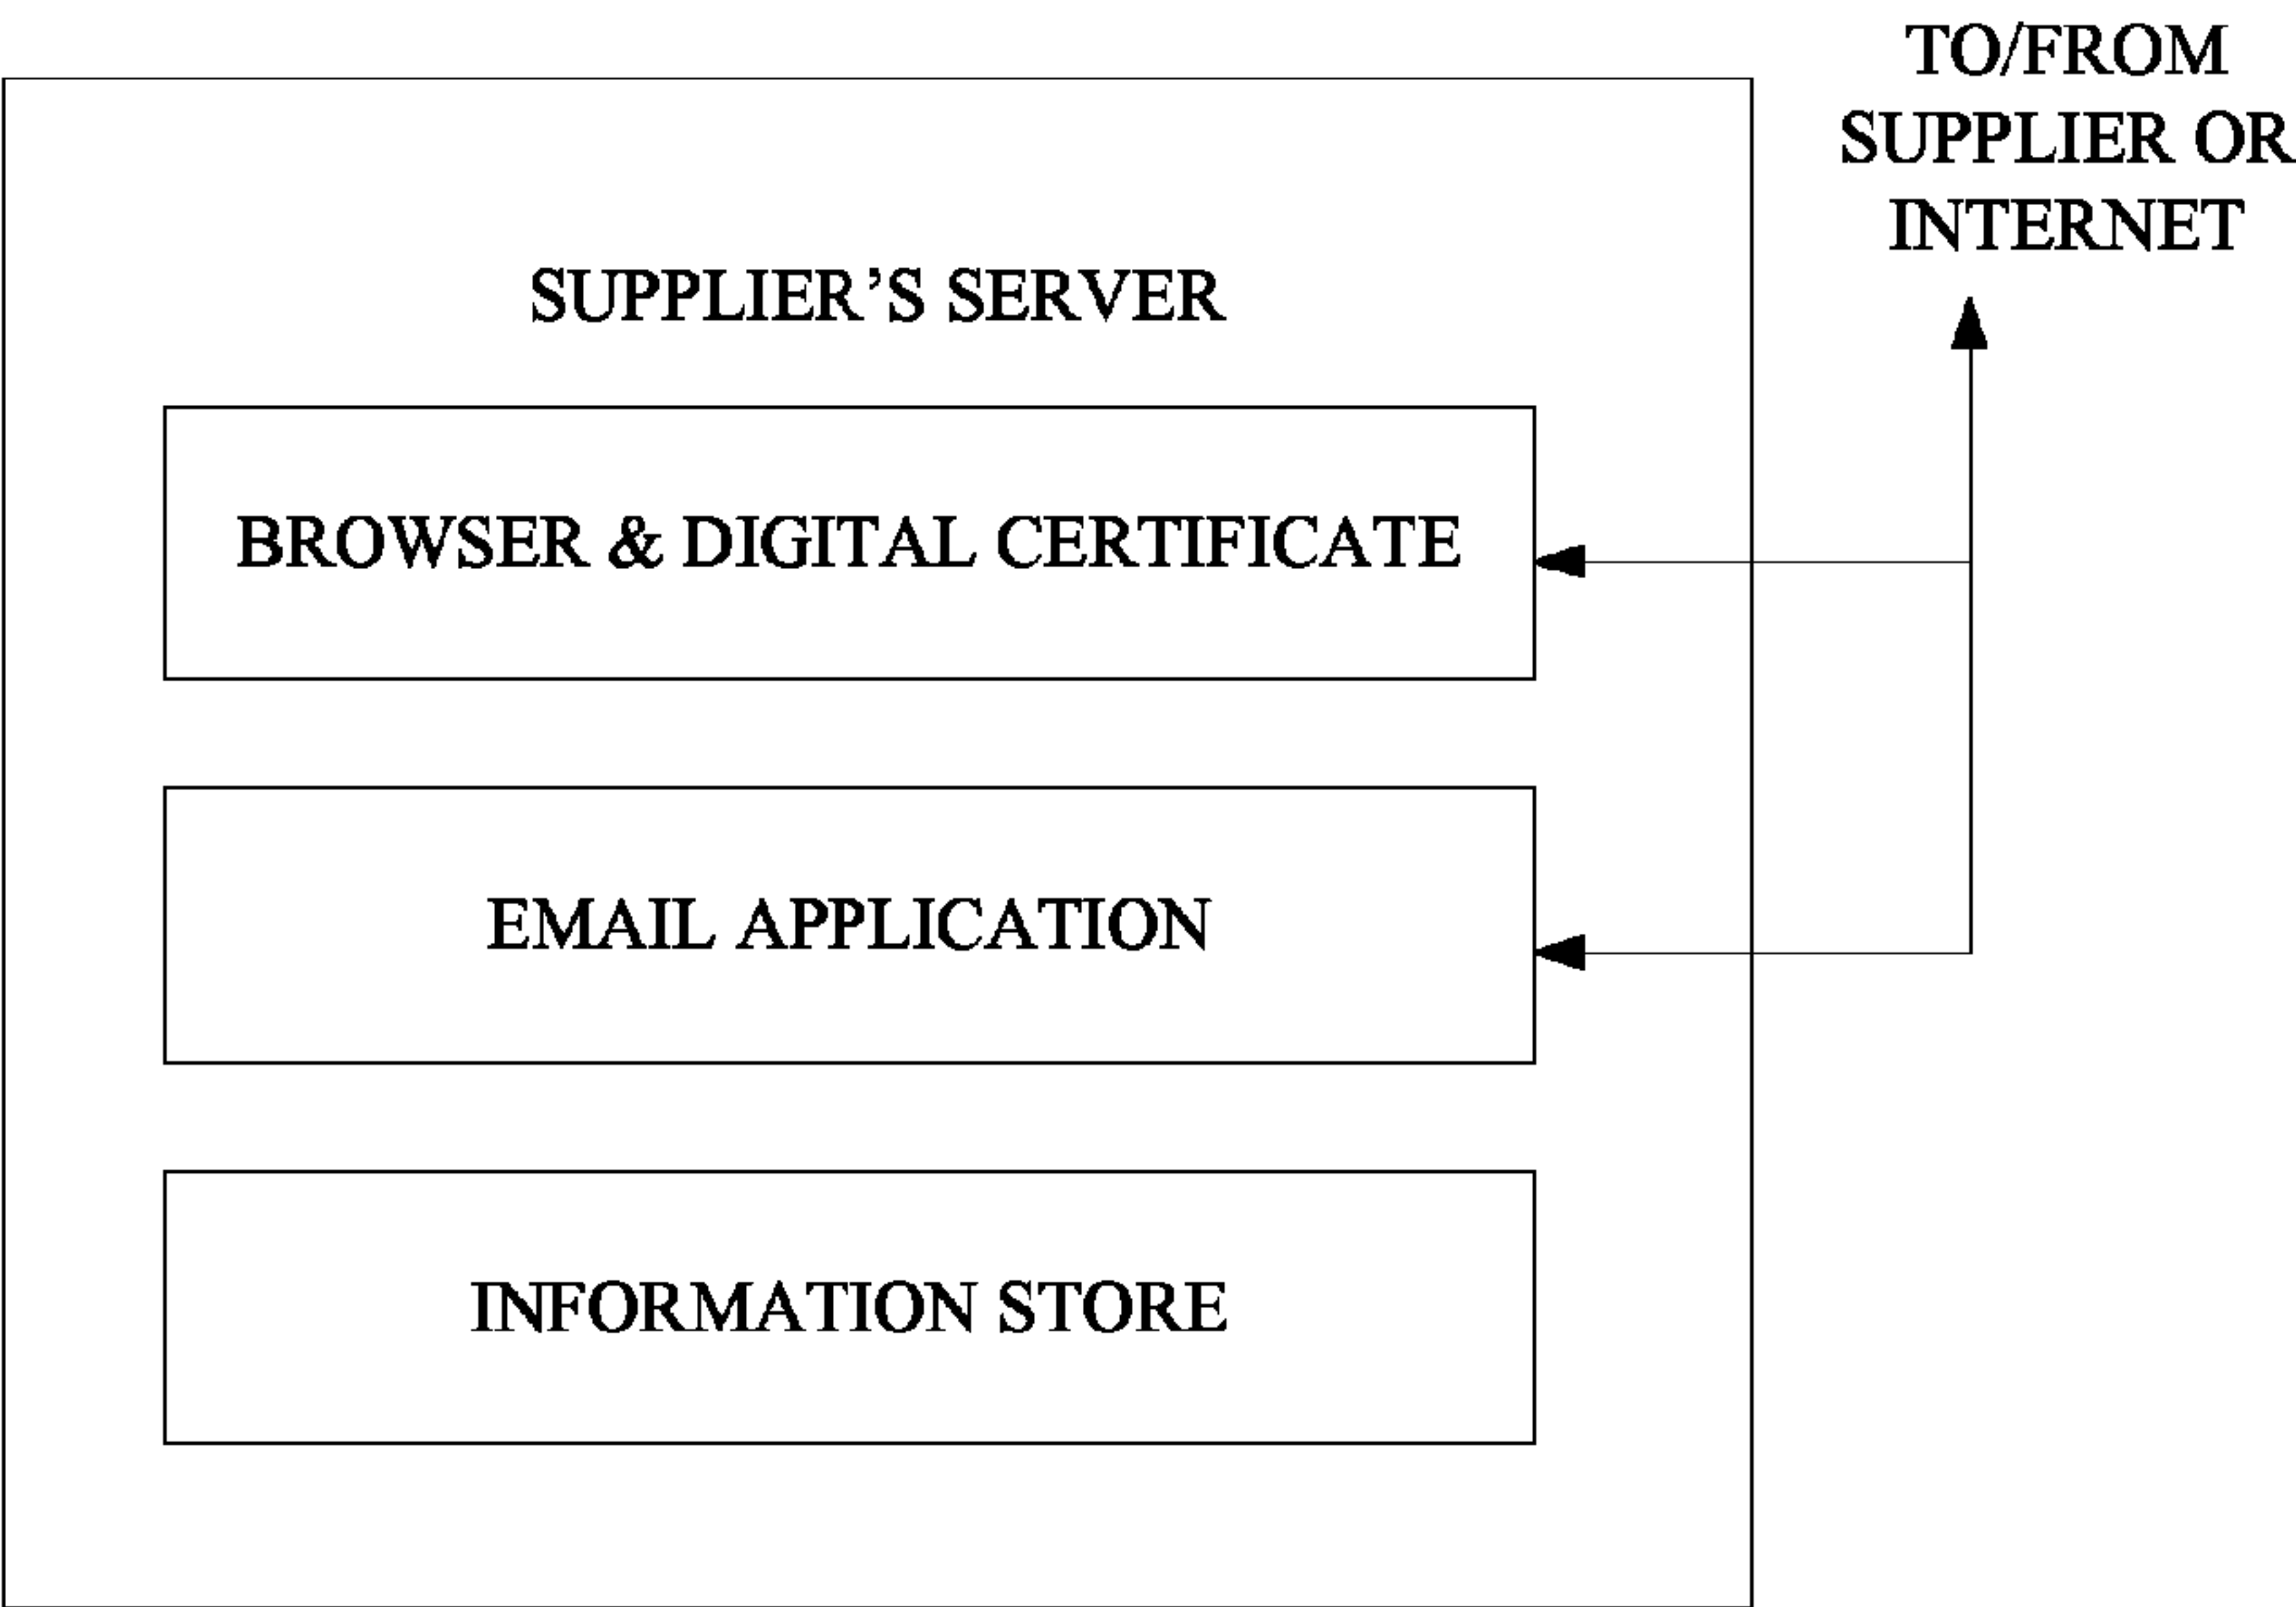 TO/FROM
SUPPLIER OR
INTERNET
SUPPLIER’S SERVER
BROWSER & DIGITAL CERTIFICATE
EMAIL APPLICATION
INFORMATION STORE